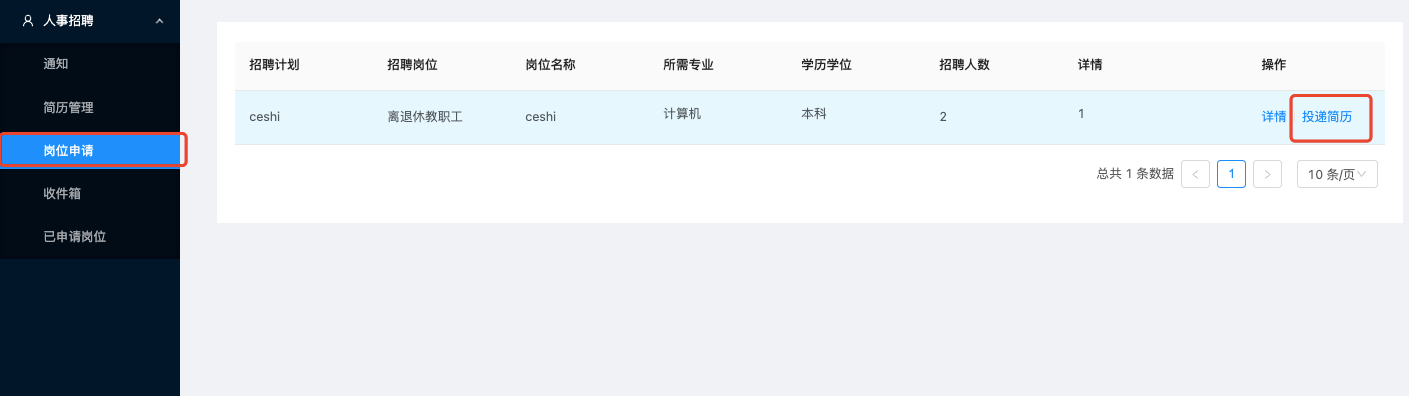 人事招聘
通知
简历管理
岗位申请
收件箱
已申请岗位
招聘计划 招聘岗位 岗位名称 所需专业 学历学位 招聘人数 详情 操作
ceshi 离退休教职工 ceshi 计算机 本科 2 1 详情 投递简历
总共 1 条数据 < 1 > 10 条/页